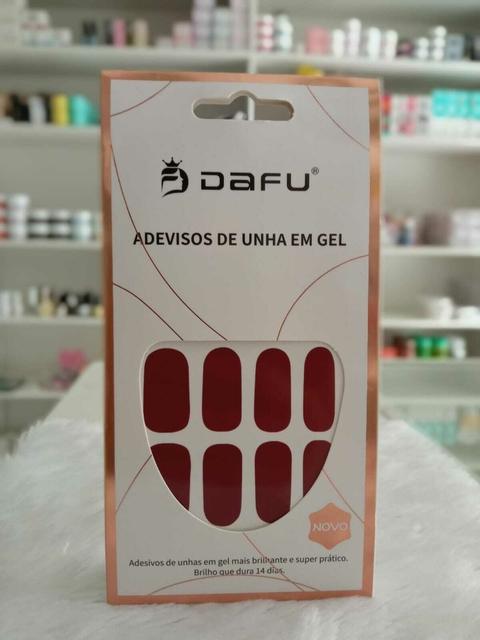 DAFU®
ADEVISOS DE UNHA EM GEL
NOVO
Adesivos de unhas em gel mais brilhante e super prático.
Brilho que dura 14 dias.